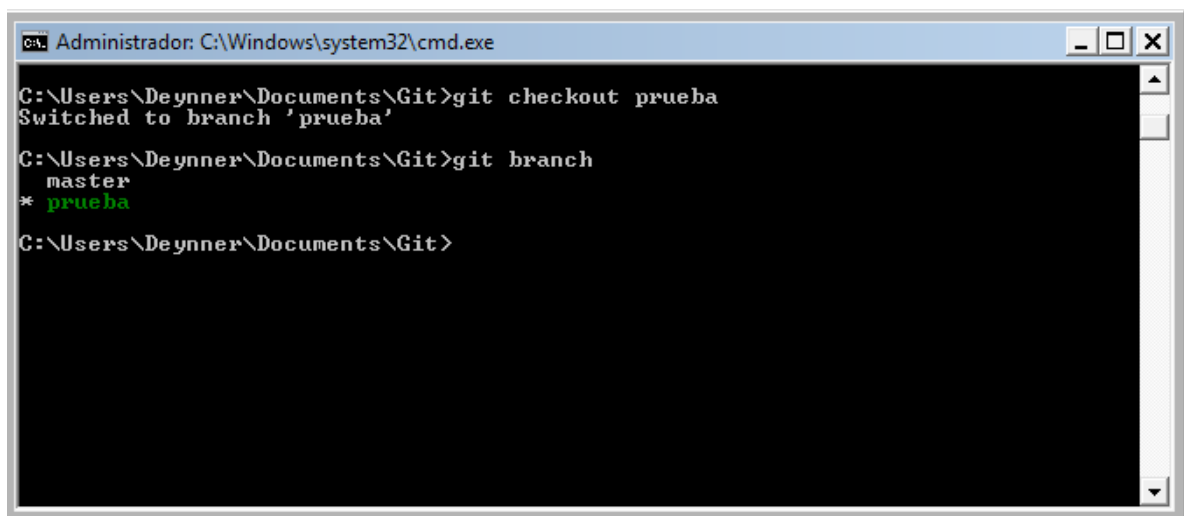 Administrador: C:\Windows\system32\cmd.exe
C:\Users\Deynner\Documents\Git>git checkout prueba
Switched to branch 'prueba'
C:\Users\Deynner\Documents\Git>git branch
  master
* prueba
C:\Users\Deynner\Documents\Git>